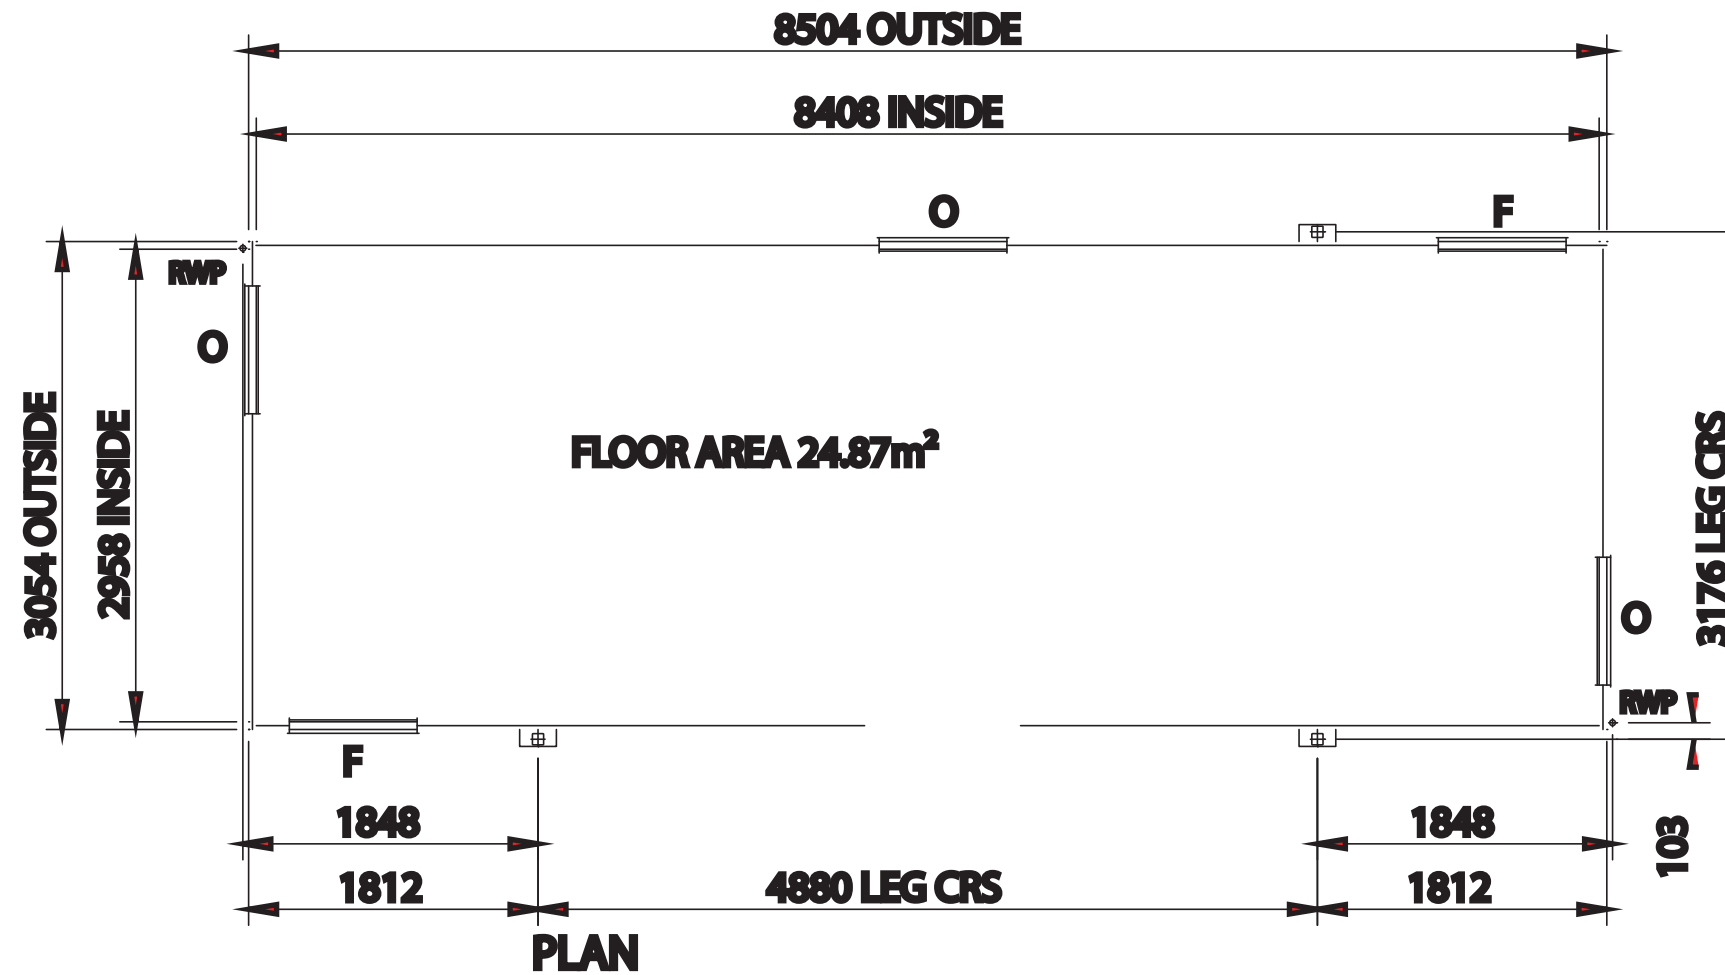 8504 OUTSIDE
8408 INSIDE
O
F
RWP
O
FLOOR AREA 24.87m²
3054 OUTSIDE
2958 INSIDE
3176 LEG CRS
O
RWP
F
1848
1848
103
1812
4880 LEG CRS
1812
PLAN